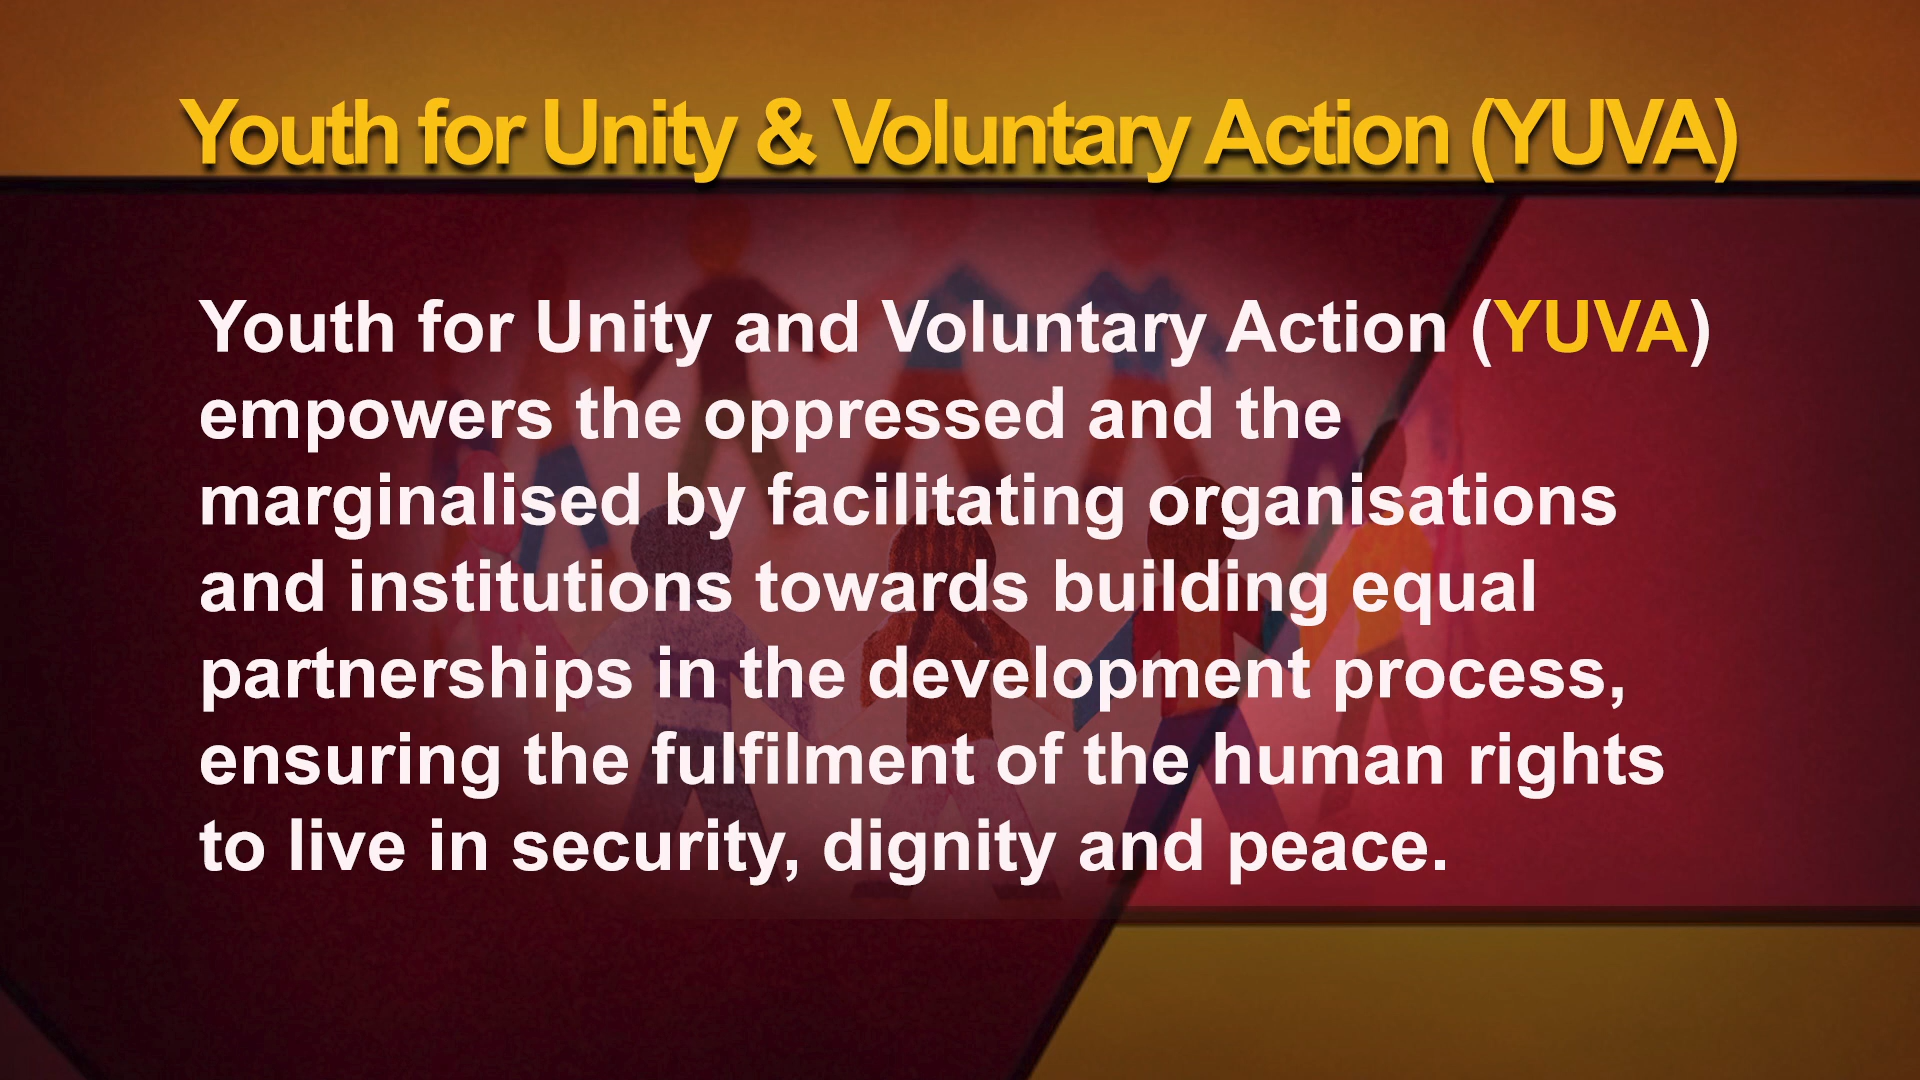 Youth for Unity & Voluntary Action (YUVA)
Youth for Unity and Voluntary Action (YUVA)
empowers the oppressed and the
marginalised by facilitating organisations
and institutions towards building equal
partnerships in the development process,
ensuring the fulfilment of the human rights
to live in security, dignity and peace.